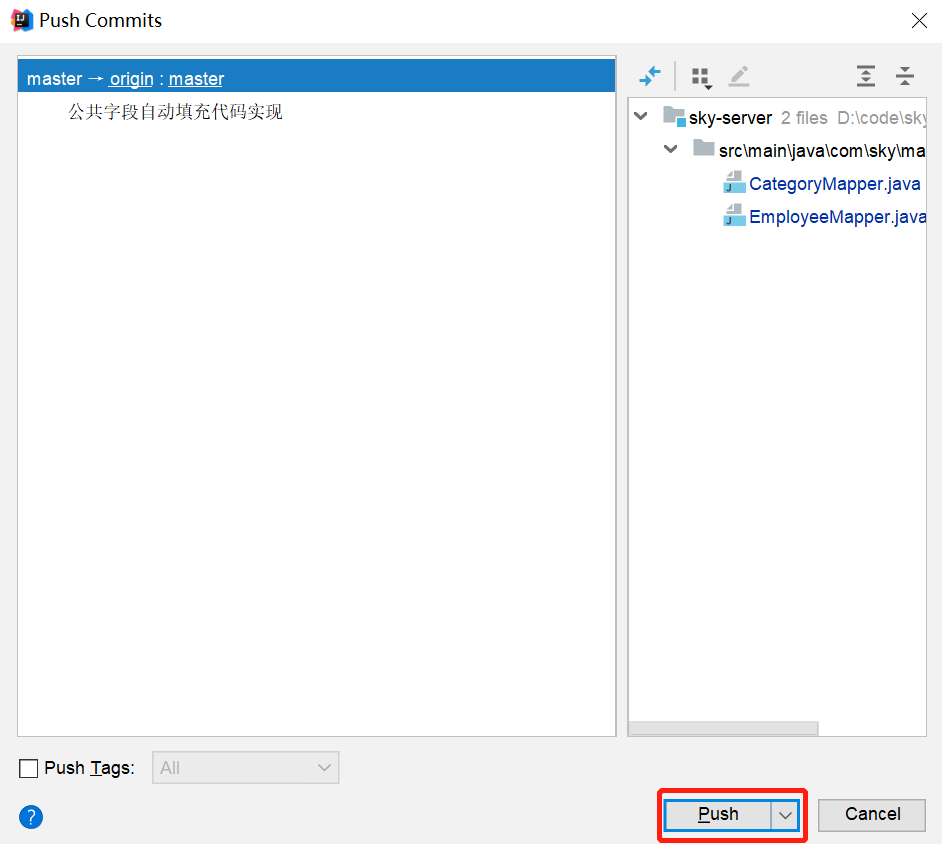 Push Commits
master → origin : master
公共字段自动填充代码实现
sky-server 2 files D:\code\sky
src\main\java\com\sky\ma
CategoryMapper.java
EmployeeMapper.java
Push Tags:
All
?
Push
Cancel